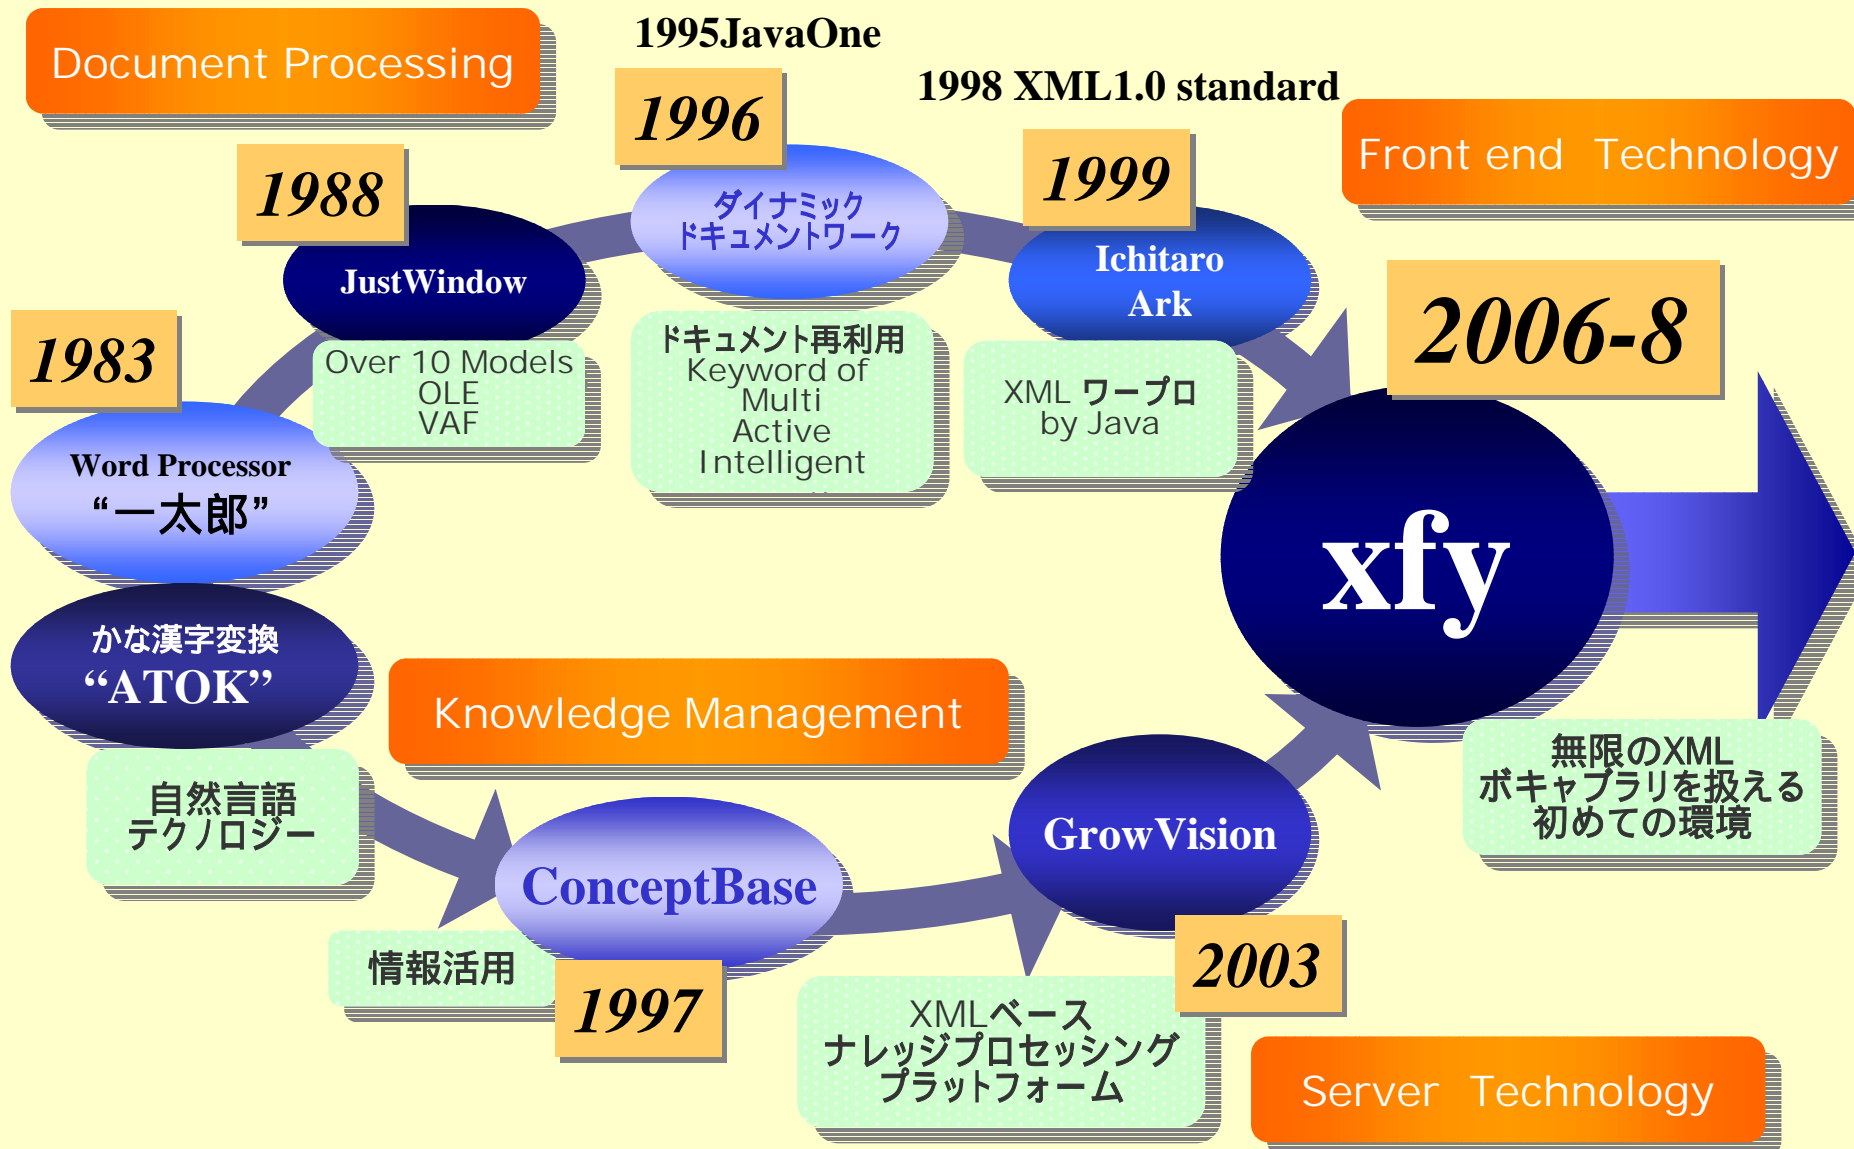 Document Processing
1995JavaOne
1998 XML1.0 standard
Front end Technology
1983
Word Processor
“一太郎”
かな漢字変換
“ATOK”
自然言語
テクノロジー
1988
JustWindow
Over 10 Models
OLE
VAF
1996
ダイナミック
ドキュメントワーク
ドキュメント再利用
Keyword of
Multi
Active
Intelligent
1999
Ichitaro
Ark
XML ワープロ
by Java
2006-8
xfy
無限のXML
ボキャブラリを扱える
初めての環境
Knowledge Management
ConceptBase
情報活用
1997
GrowVision
2003
XMLベース
ナレッジプロセッシング
プラットフォーム
Server Technology